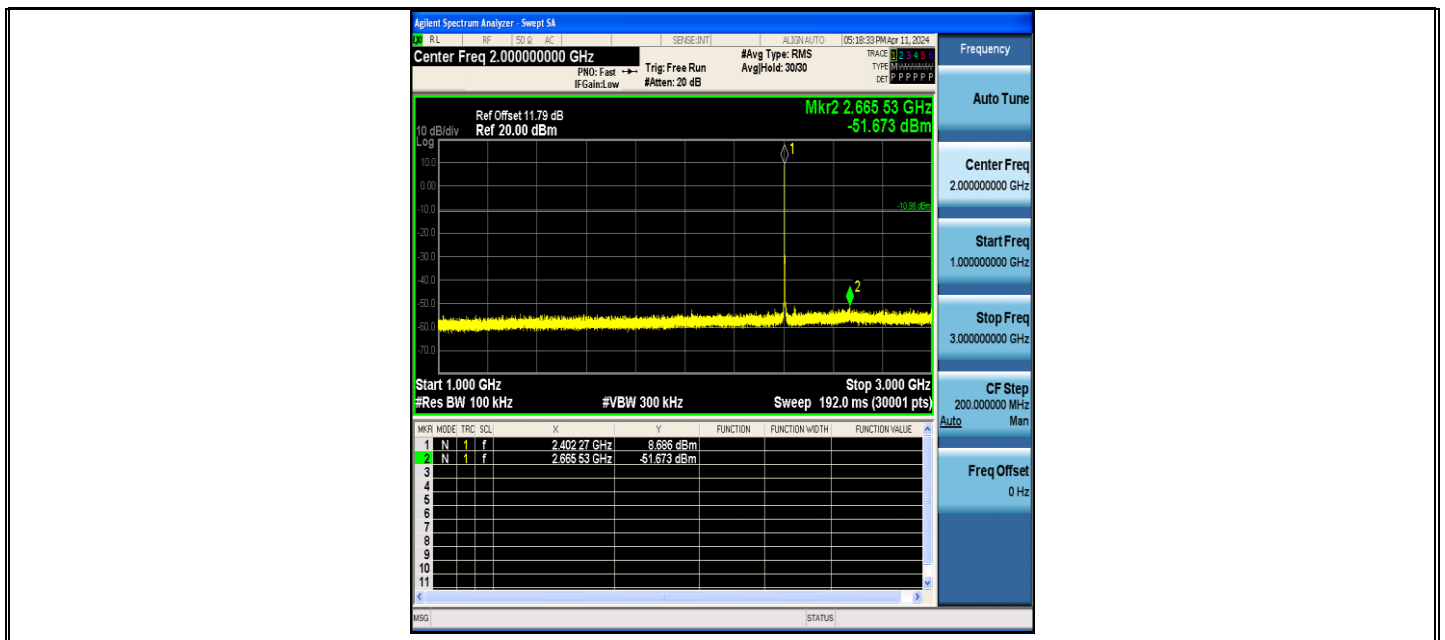 Agilent Spectrum Analyzer - Swept SA
RL RF 50 Ω AC SENSE:INT ALIGN AUTO 05:18:33 PM Apr 11, 2024
Center Freq 2.000000000 GHz
PNO: Fast
IFGain:Low
Trig: Free Run
#Atten: 20 dB
#Avg Type: RMS
Avg|Hold: 30/30
TRACE 1 2 3 4 5 6
TYPE M
DET P P P P P P
Mkr2 2.665 53 GHz
-51.673 dBm
Ref Offset 11.79 dB
10 dB/div Ref 20.00 dBm
Log
1
10.0
0.00
-10.0
-10.98 dBm
-20.0
-30.0
-40.0
2
-50.0
-60.0
-70.0
Start 1.000 GHz Stop 3.000 GHz
#Res BW 100 kHz #VBW 300 kHz Sweep 192.0 ms (30001 pts)
MKR MODE TRC SCL X Y FUNCTION FUNCTION WIDTH FUNCTION VALUE
1 N 1 f 2.402 27 GHz 8.686 dBm
2 N 1 f 2.665 53 GHz -51.673 dBm
3
4
5
6
7
8
9
10
11
MSG STATUS
Frequency
Auto Tune
Center Freq
2.000000000 GHz
Start Freq
1.000000000 GHz
Stop Freq
3.000000000 GHz
CF Step
200.000000 MHz
Auto Man
Freq Offset
0 Hz